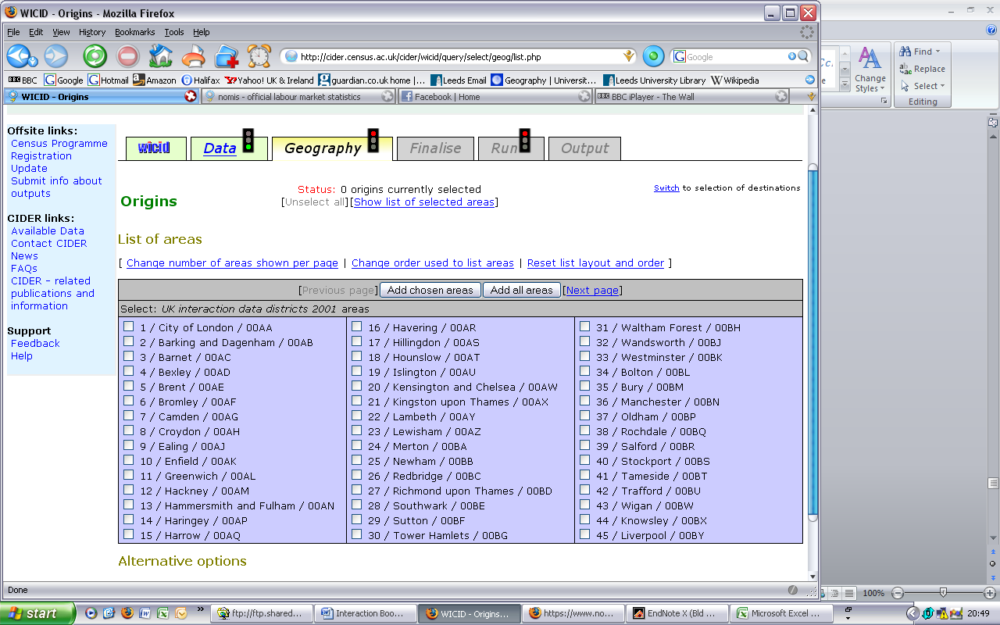 WICID - Origins - Mozilla Firefox
File Edit View History Bookmarks Tools Help
http://cider.census.ac.uk/cider/wicid/query/select/geog/list.php
Google
BBC Google Hotmail Amazon Halifax Yahoo! UK & Ireland guardian.co.uk home |... Leeds Email Geography | Universit... Leeds University Library Wikipedia
WICID - Origins nomis - official labour market statistics Facebook | Home BBC iPlayer - The Wall
Find
Replace
Select
Change Styles
Editing
Offsite links:
Census Programme
Registration
Update
Submit info about
outputs
CIDER links:
Available Data
Contact CIDER
News
FAQs
CIDER - related
publications and
information
Support
Feedback
Help
wicid Data Geography Finalise Run Output
Origins
Status: 0 origins currently selected
[Unselect all][Show list of selected areas]
Switch to selection of destinations
List of areas
[ Change number of areas shown per page | Change order used to list areas | Reset list layout and order ]
[Previous page] Add chosen areas Add all areas [Next page]
Select: UK interaction data districts 2001 areas
1 / City of London / 00AA
2 / Barking and Dagenham / 00AB
3 / Barnet / 00AC
4 / Bexley / 00AD
5 / Brent / 00AE
6 / Bromley / 00AF
7 / Camden / 00AG
8 / Croydon / 00AH
9 / Ealing / 00AJ
10 / Enfield / 00AK
11 / Greenwich / 00AL
12 / Hackney / 00AM
13 / Hammersmith and Fulham / 00AN
14 / Haringey / 00AP
15 / Harrow / 00AQ
16 / Havering / 00AR
17 / Hillingdon / 00AS
18 / Hounslow / 00AT
19 / Islington / 00AU
20 / Kensington and Chelsea / 00AW
21 / Kingston upon Thames / 00AX
22 / Lambeth / 00AY
23 / Lewisham / 00AZ
24 / Merton / 00BA
25 / Newham / 00BB
26 / Redbridge / 00BC
27 / Richmond upon Thames / 00BD
28 / Southwark / 00BE
29 / Sutton / 00BF
30 / Tower Hamlets / 00BG
31 / Waltham Forest / 00BH
32 / Wandsworth / 00BJ
33 / Westminster / 00BK
34 / Bolton / 00BL
35 / Bury / 00BM
36 / Manchester / 00BN
37 / Oldham / 00BP
38 / Rochdale / 00BQ
39 / Salford / 00BR
40 / Stockport / 00BS
41 / Tameside / 00BT
42 / Trafford / 00BU
43 / Wigan / 00BW
44 / Knowsley / 00BX
45 / Liverpool / 00BY
Alternative options
Done
100%
start ftp://ftp.shared... Interaction Boo... WICID - Origins... https://www.no... EndNote X (Bld ... Microsoft Excel ... 20:49